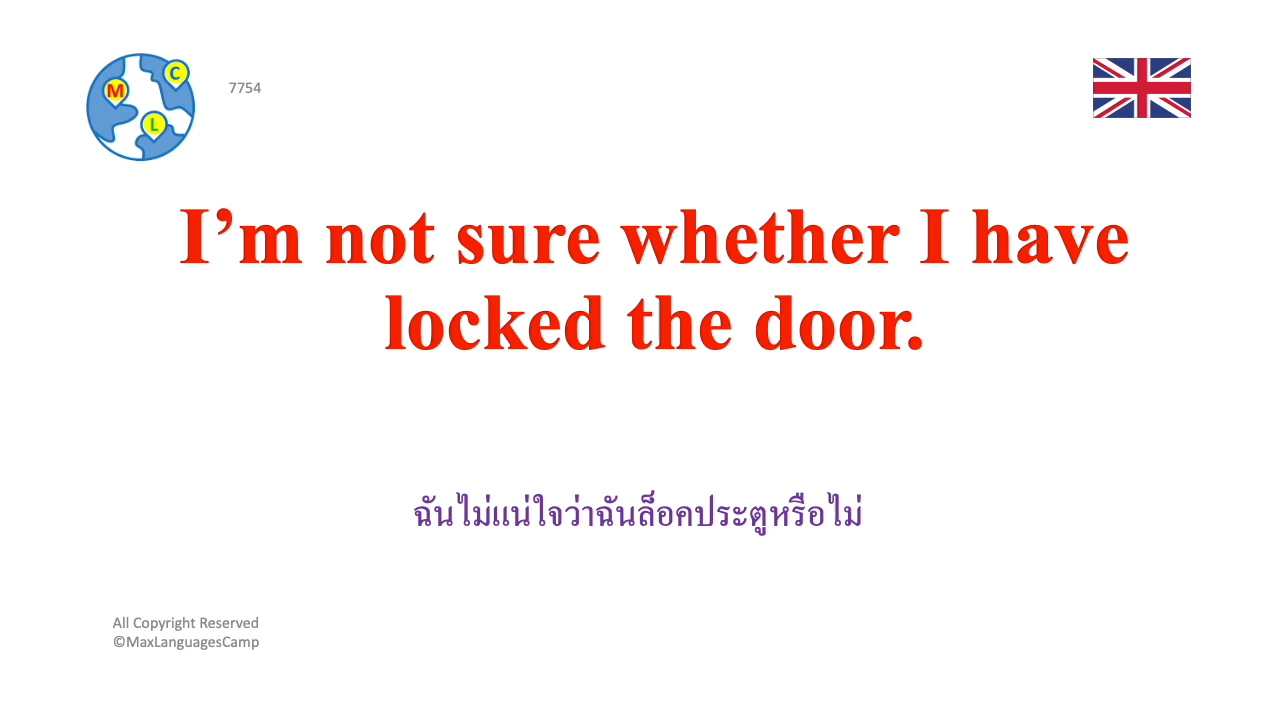 C
M
L
7754
I’m not sure whether I have
locked the door.
ฉันไม่แน่ใจว่าฉันล็อคประตูหรือไม่
All Copyright Reserved
©MaxLanguagesCamp